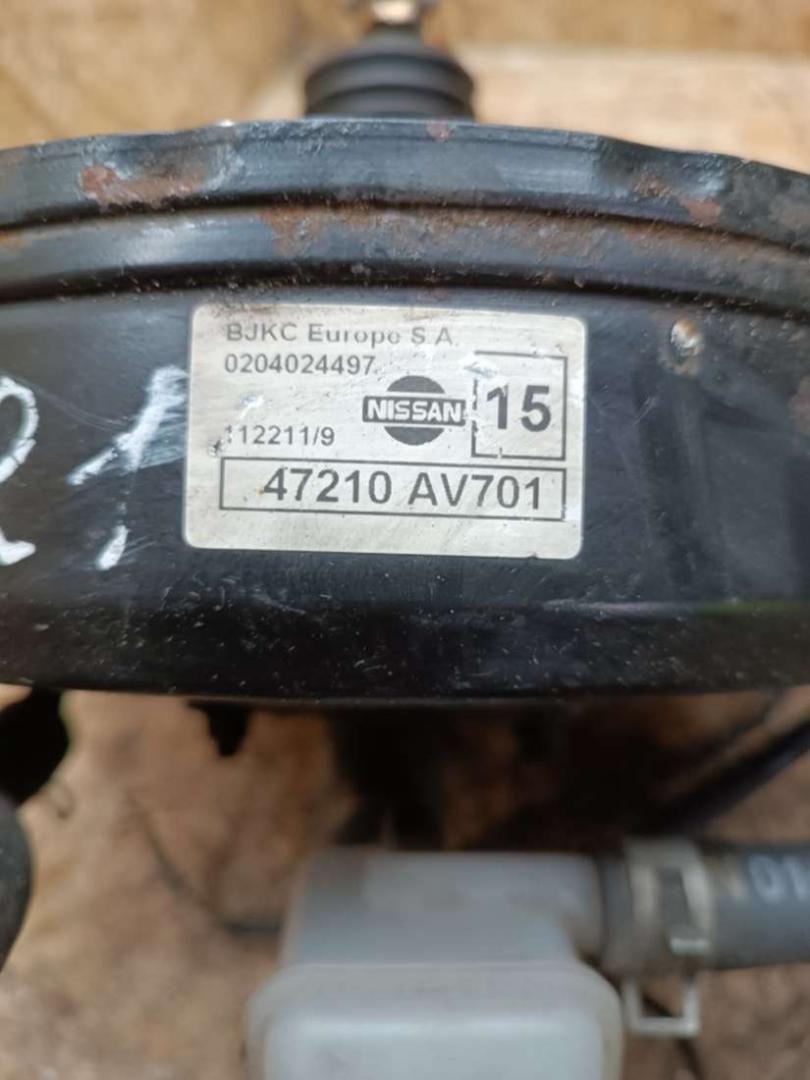 BJKC Europe S.A.
0204024497
NISSAN
15
112211/9
47210 AV701